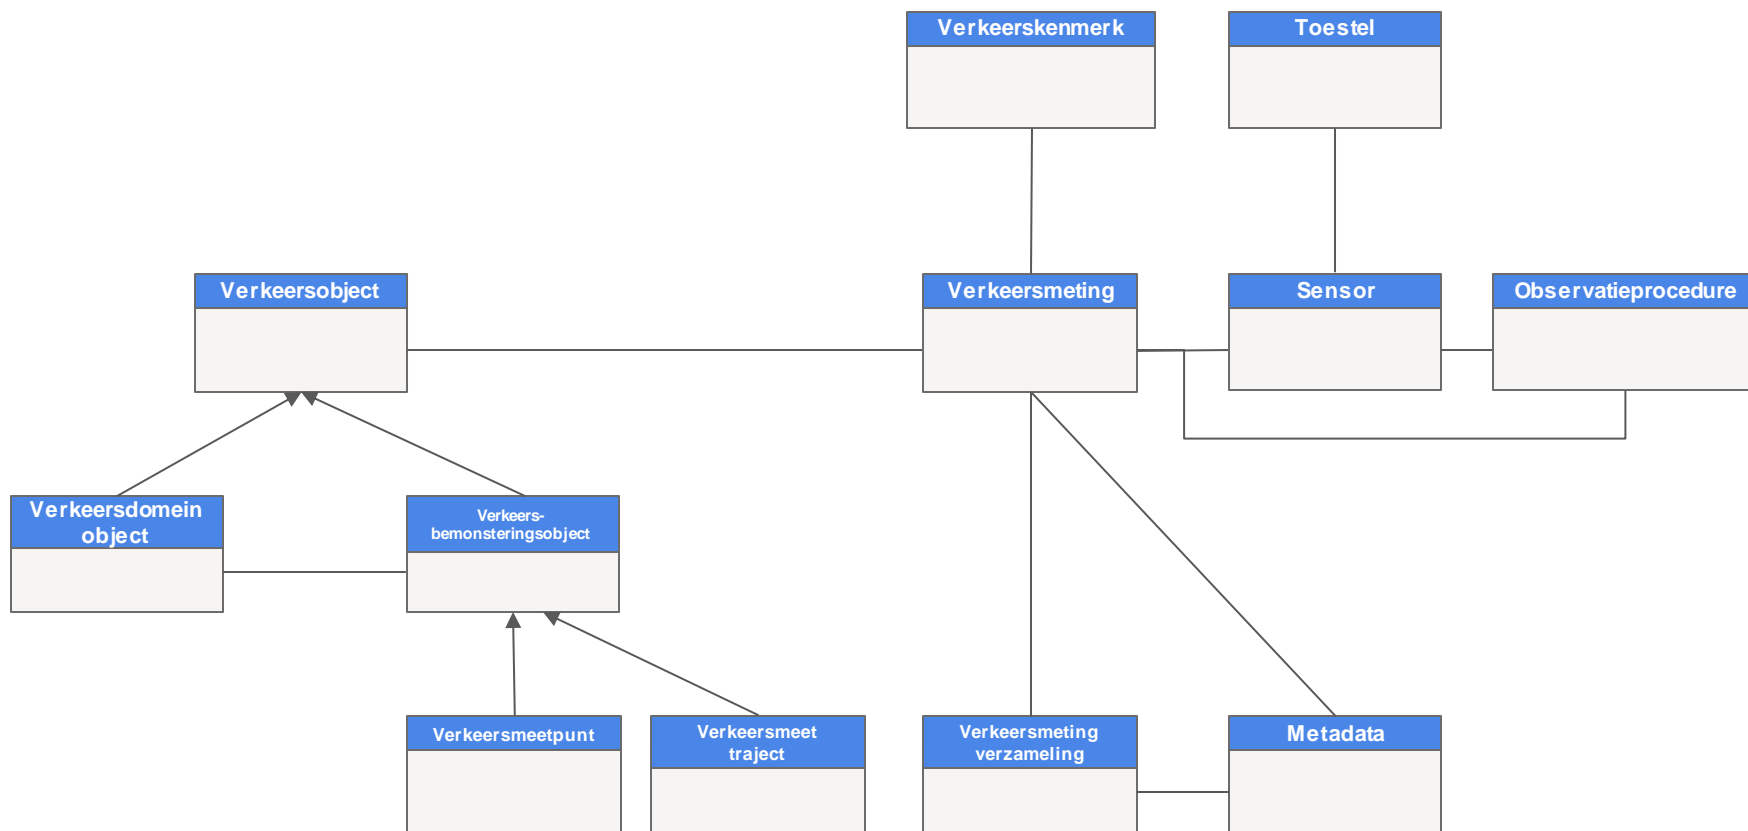 Verkeerskenmerk
Toestel
Verkeersobject
Verkeersmeting
Sensor
Observatieprocedure
Verkeersdomein
object
Verkeers-
bemonsteringsobject
Verkeersmeetpunt
Verkeersmeet
traject
Verkeersmeting
verzameling
Metadata